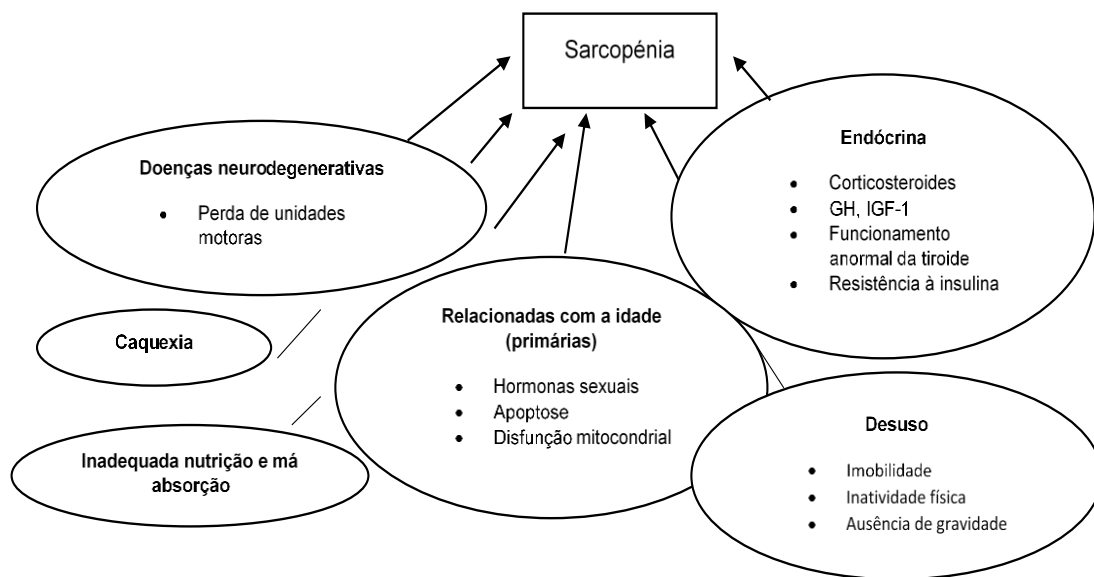 Sarcopénia
Doenças neurodegenerativas
• Perda de unidades
motoras
Endócrina
• Corticosteroides
• GH, IGF-1
• Funcionamento
anormal da tiroide
• Resistência à insulina
Caquexia
Relacionadas com a idade
(primárias)
• Hormonas sexuais
• Apoptose
• Disfunção mitocondrial
Inadequada nutrição e má
absorção
Desuso
• Imobilidade
• Inatividade física
• Ausência de gravidade